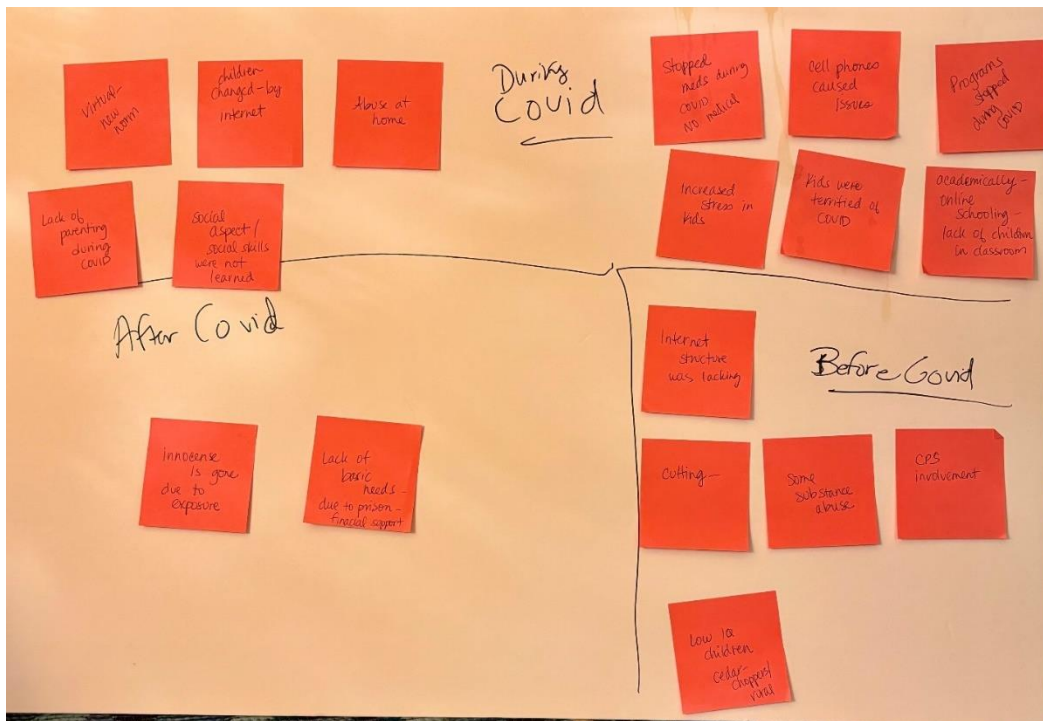 During
Covid
Virtual-
new
norm
children
changed-by
internet
Abuse at
home
Stopped
meds during
COVID.
NO medical
Cell phones
caused
Issues
Programs
stopped
during
COVID
Lack of
parenting
during
COVID
Social
aspect/
social skills
were not
learned
Increased
stress in
kids
Kids were
terrified of
COVID
academically-
online
schooling-
lack of children
in classroom
After Covid
innocense
is gone
due to
exposure
Lack of
basic
needs-
due to prison-
finacial support
Before Covid
Internet
structure
was lacking
Cutting-
Some
substance
abuse
CPS
involvement
Low IQ
children
cedar-
choppers/
rural